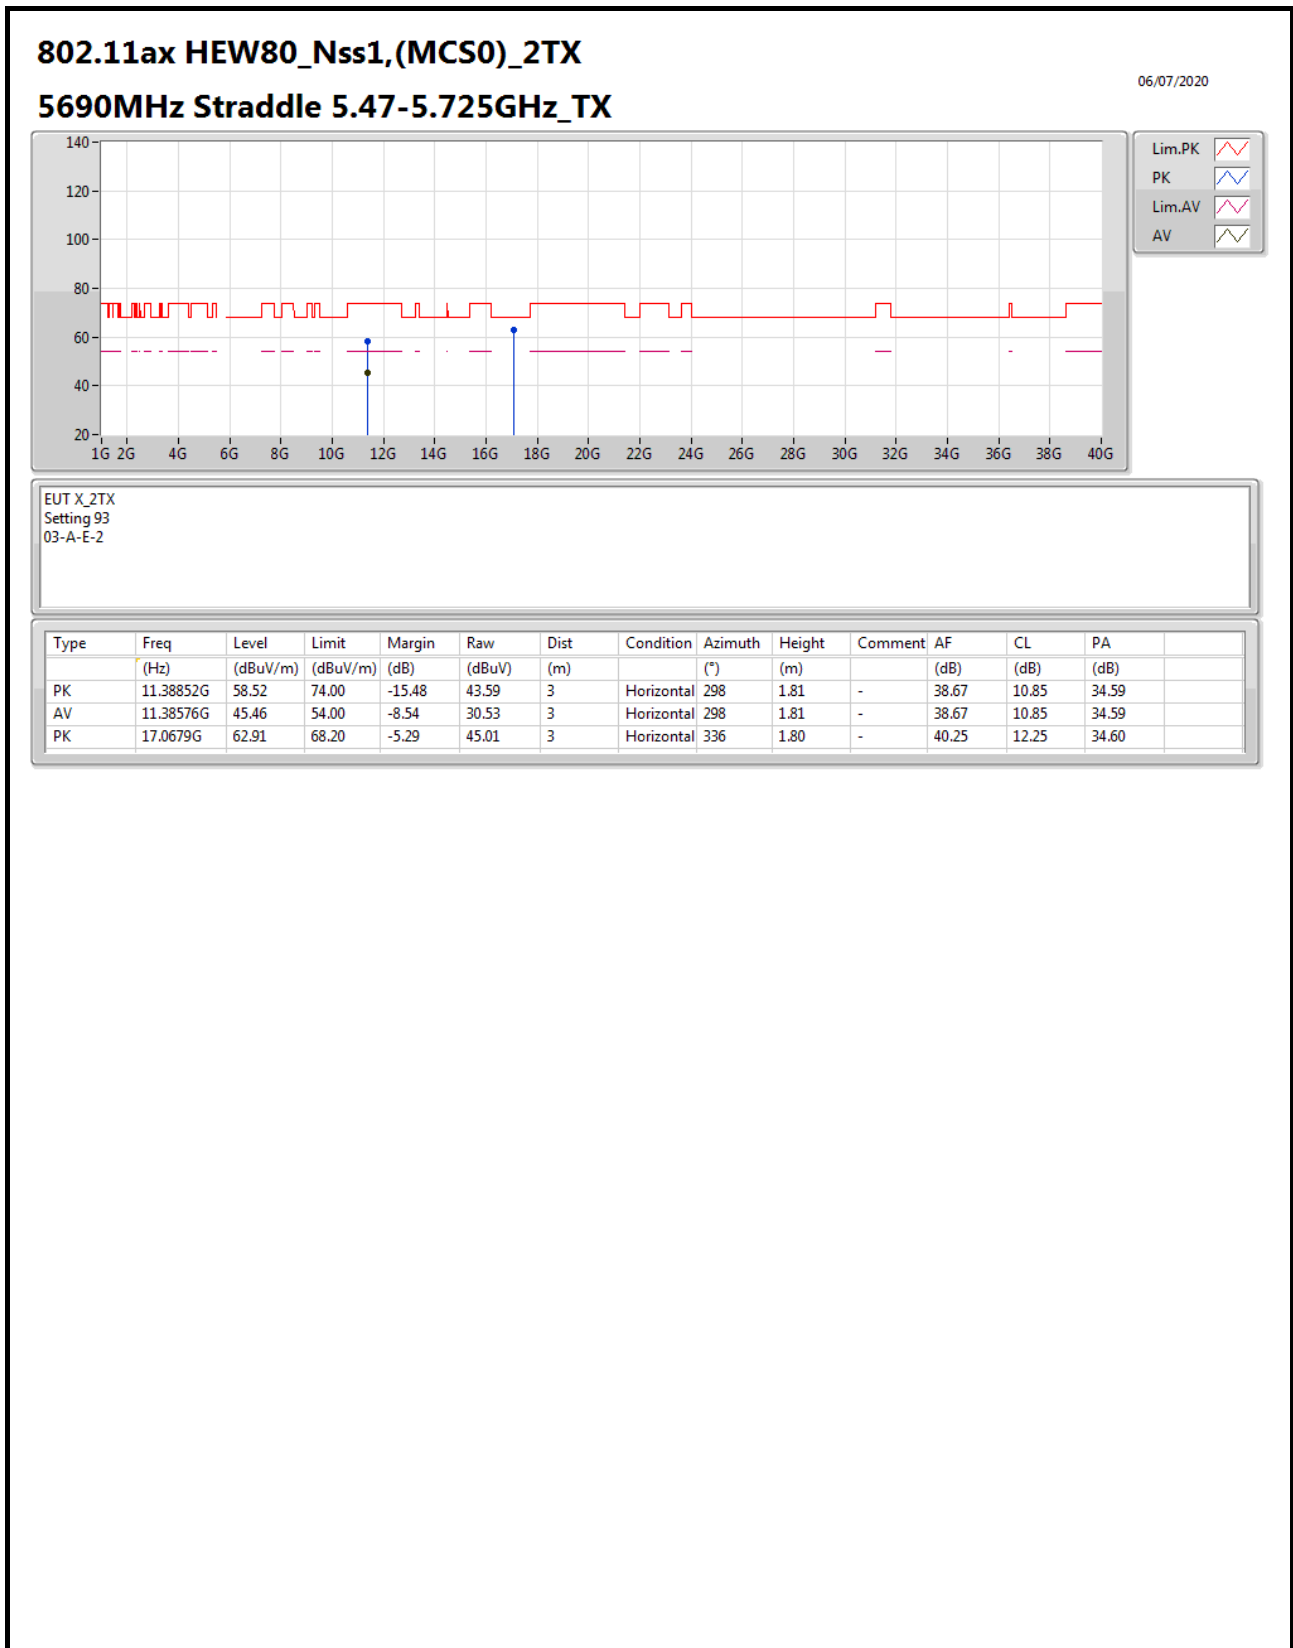 802.11ax HEW80_Nss1,(MCS0)_2TX
06/07/2020
5690MHz Straddle 5.47-5.725GHz_TX
140
120
100
80
60
40
20
1G 2G 4G 6G 8G 10G 12G 14G 16G 18G 20G 22G 24G 26G 28G 30G 32G 34G 36G 38G 40G
Lim.PK
PK
Lim.AV
AV
EUT X_2TX
Setting 93
03-A-E-2
Type Freq Level Limit Margin Raw Dist Condition Azimuth Height Comment AF CL PA
(Hz) (dBuV/m) (dBuV/m) (dB) (dBuV) (m) (°) (m) (dB) (dB) (dB)
PK 11.38852G 58.52 74.00 -15.48 43.59 3 Horizontal 298 1.81 - 38.67 10.85 34.59
AV 11.38576G 45.46 54.00 -8.54 30.53 3 Horizontal 298 1.81 - 38.67 10.85 34.59
PK 17.0679G 62.91 68.20 -5.29 45.01 3 Horizontal 336 1.80 - 40.25 12.25 34.60